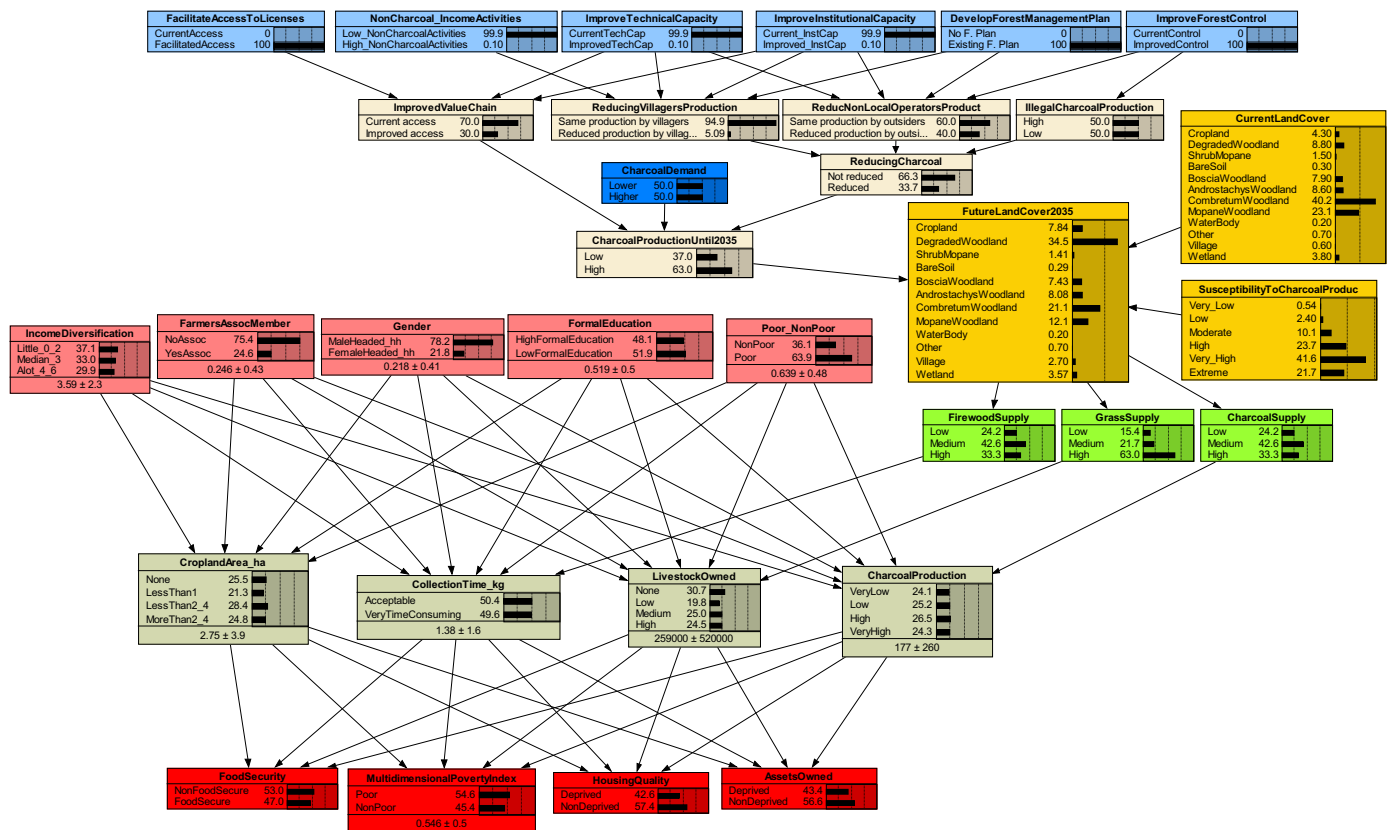 FacilitateAccessToLicenses
CurrentAccess 0
FacilitatedAccess 100
NonCharcoal_IncomeActivities
Low_NonCharcoalActivities 99.9
High_NonCharcoalActivities 0.10
ImproveTechnicalCapacity
CurrentTechCap 99.9
ImprovedTechCap 0.10
ImproveInstitutionalCapacity
Current_InstCap 99.9
Improved_InstCap 0.10
DevelopForestManagementPlan
No F. Plan 0
Existing F. Plan 100
ImproveForestControl
CurrentControl 0
ImprovedControl 100
ImprovedValueChain
Current access 70.0
Improved access 30.0
ReducingVillagersProduction
Same production by villagers 94.9
Reduced production by villag... 5.09
ReducNonLocalOperatorsProduct
Same production by outsiders 60.0
Reduced production by outsi... 40.0
IllegalCharcoalProduction
High 50.0
Low 50.0
CurrentLandCover
Cropland 4.30
DegradedWoodland 8.80
ShrubMopane 1.50
BareSoil 0.30
BosciaWoodland 7.90
AndrostachysWoodland 8.60
CombretumWoodland 40.2
MopaneWoodland 23.1
WaterBody 0.20
Other 0.70
Village 0.60
Wetland 3.80
CharcoalDemand
Lower 50.0
Higher 50.0
ReducingCharcoal
Not reduced 66.3
Reduced 33.7
CharcoalProductionUntil2035
Low 37.0
High 63.0
FutureLandCover2035
Cropland 7.84
DegradedWoodland 34.5
ShrubMopane 1.41
BareSoil 0.29
BosciaWoodland 7.43
AndrostachysWoodland 8.08
CombretumWoodland 21.1
MopaneWoodland 12.1
WaterBody 0.20
Other 0.70
Village 2.70
Wetland 3.57
SusceptibilityToCharcoalProduc
Very_Low 0.54
Low 2.40
Moderate 10.1
High 23.7
Very_High 41.6
Extreme 21.7
IncomeDiversification
Little_0_2 37.1
Median_3 33.0
Alot_4_6 29.9
3.59 ± 2.3
FarmersAssocMember
NoAssoc 75.4
YesAssoc 24.6
0.246 ± 0.43
Gender
MaleHeaded_hh 78.2
FemaleHeaded_hh 21.8
0.218 ± 0.41
FormalEducation
HighFormalEducation 48.1
LowFormalEducation 51.9
0.519 ± 0.5
Poor_NonPoor
NonPoor 36.1
Poor 63.9
0.639 ± 0.48
FirewoodSupply
Low 24.2
Medium 42.6
High 33.3
GrassSupply
Low 15.4
Medium 21.7
High 63.0
CharcoalSupply
Low 24.2
Medium 42.6
High 33.3
CroplandArea_ha
None 25.5
LessThan1 21.3
LessThan2_4 28.4
MoreThan2_4 24.8
2.75 ± 3.9
CollectionTime_kg
Acceptable 50.4
VeryTimeConsuming 49.6
1.38 ± 1.6
LivestockOwned
None 30.7
Low 19.8
Medium 25.0
High 24.5
259000 ± 520000
CharcoalProduction
VeryLow 24.1
Low 25.2
High 26.5
VeryHigh 24.3
177 ± 260
FoodSecurity
NonFoodSecure 53.0
FoodSecure 47.0
MultidimensionalPovertyIndex
Poor 54.6
NonPoor 45.4
0.546 ± 0.5
HousingQuality
Deprived 42.6
NonDeprived 57.4
AssetsOwned
Deprived 43.4
NonDeprived 56.6